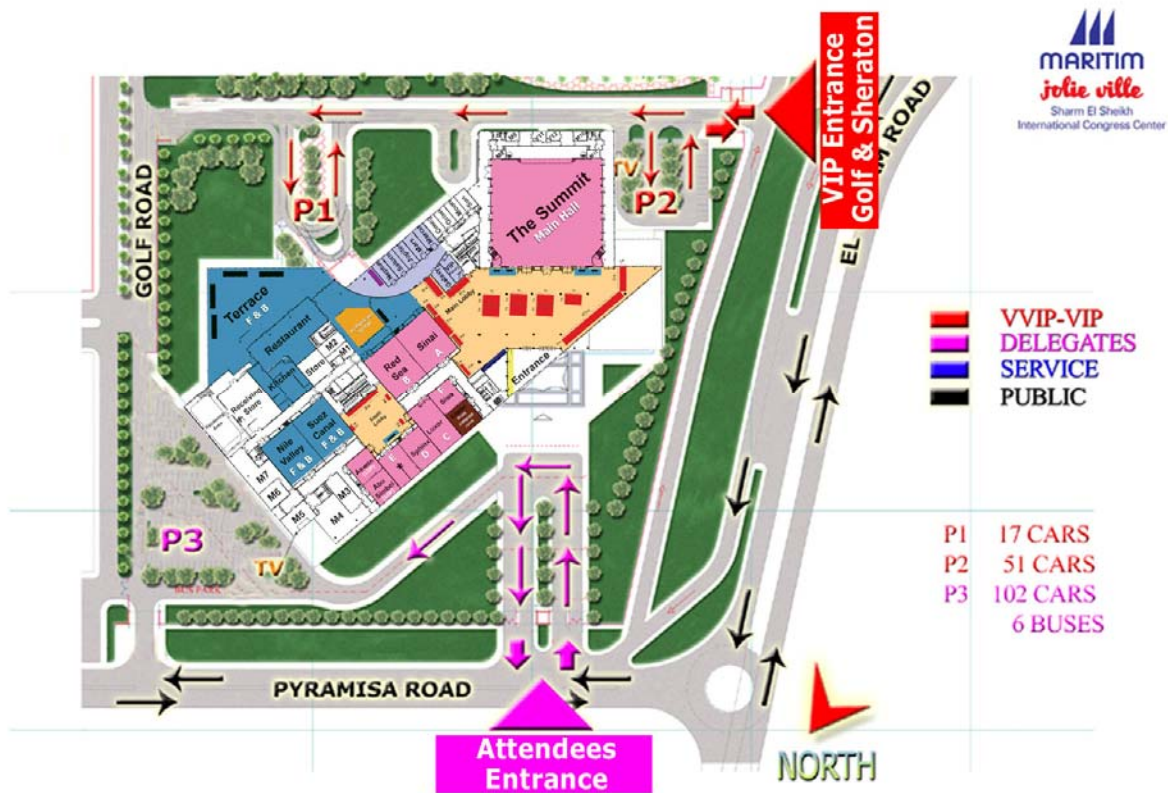 VIP Entrance
Golf & Sheraton
MARITIM
jolie ville
Sharm El Sheikh
International Congress Center
GOLF ROAD
EL
M ROAD
P1
TV
P2
The Summit
Main Hall
Terrace
F & B
Restaurant
Kitchen
Store
M2
M1
Main Lobby
Red
Sea
B
Sinai
A
Entrance
Receiving
Store
Nile
Valley
F & B
Suez
Canal
F & B
Siwa
Luxor
C
Sphinx
D
E
Aswan
Abu
Simbel
M7
M6
M5
M3
M4
P3
TV
BUS PARK
VVIP-VIP
DELEGATES
SERVICE
PUBLIC
P1 17 CARS
P2 51 CARS
P3 102 CARS
6 BUSES
PYRAMISA ROAD
Attendees
Entrance
NORTH